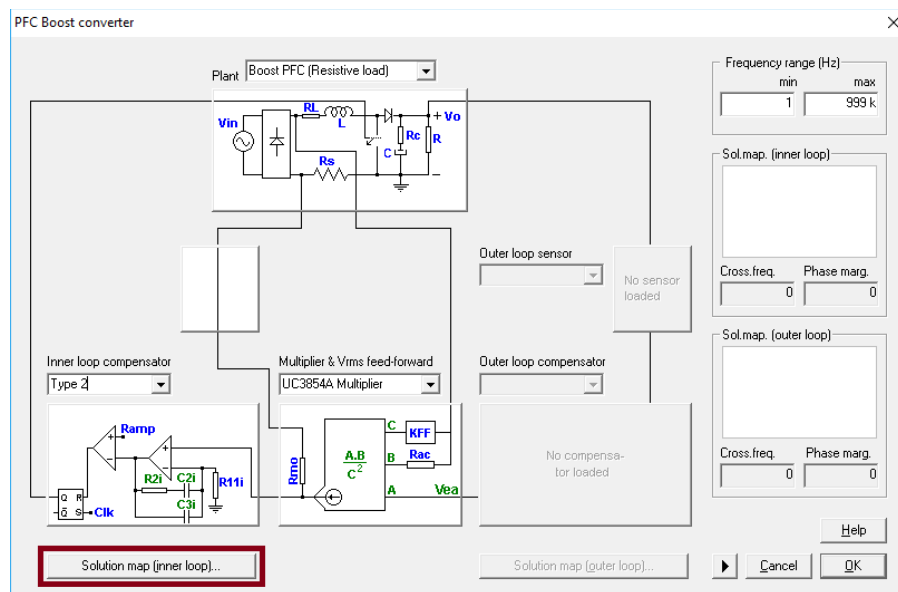 PFC Boost converter
Plant
Boost PFC (Resistive load)
Vin
RL
L
+ Vo
Rc
C
R
Rs
Frequency range (Hz)
min
max
1
999 k
Sol.map. (inner loop)
Cross.freq.
Phase marg.
0
0
Outer loop sensor
No sensor
loaded
Sol.map. (outer loop)
Cross.freq.
Phase marg.
0
0
Inner loop compensator
Type 2
Multiplier & Vrms feed-forward
UC3854A Multiplier
Outer loop compensator
Ramp
R2i
C2i
C3i
R11i
Q R
Q S
Clk
Rmo
A.B
C2
C
KFF
B
Rac
A
Vea
No compensa-
tor loaded
Solution map (inner loop)...
Solution map (outer loop)...
Help
Cancel
OK